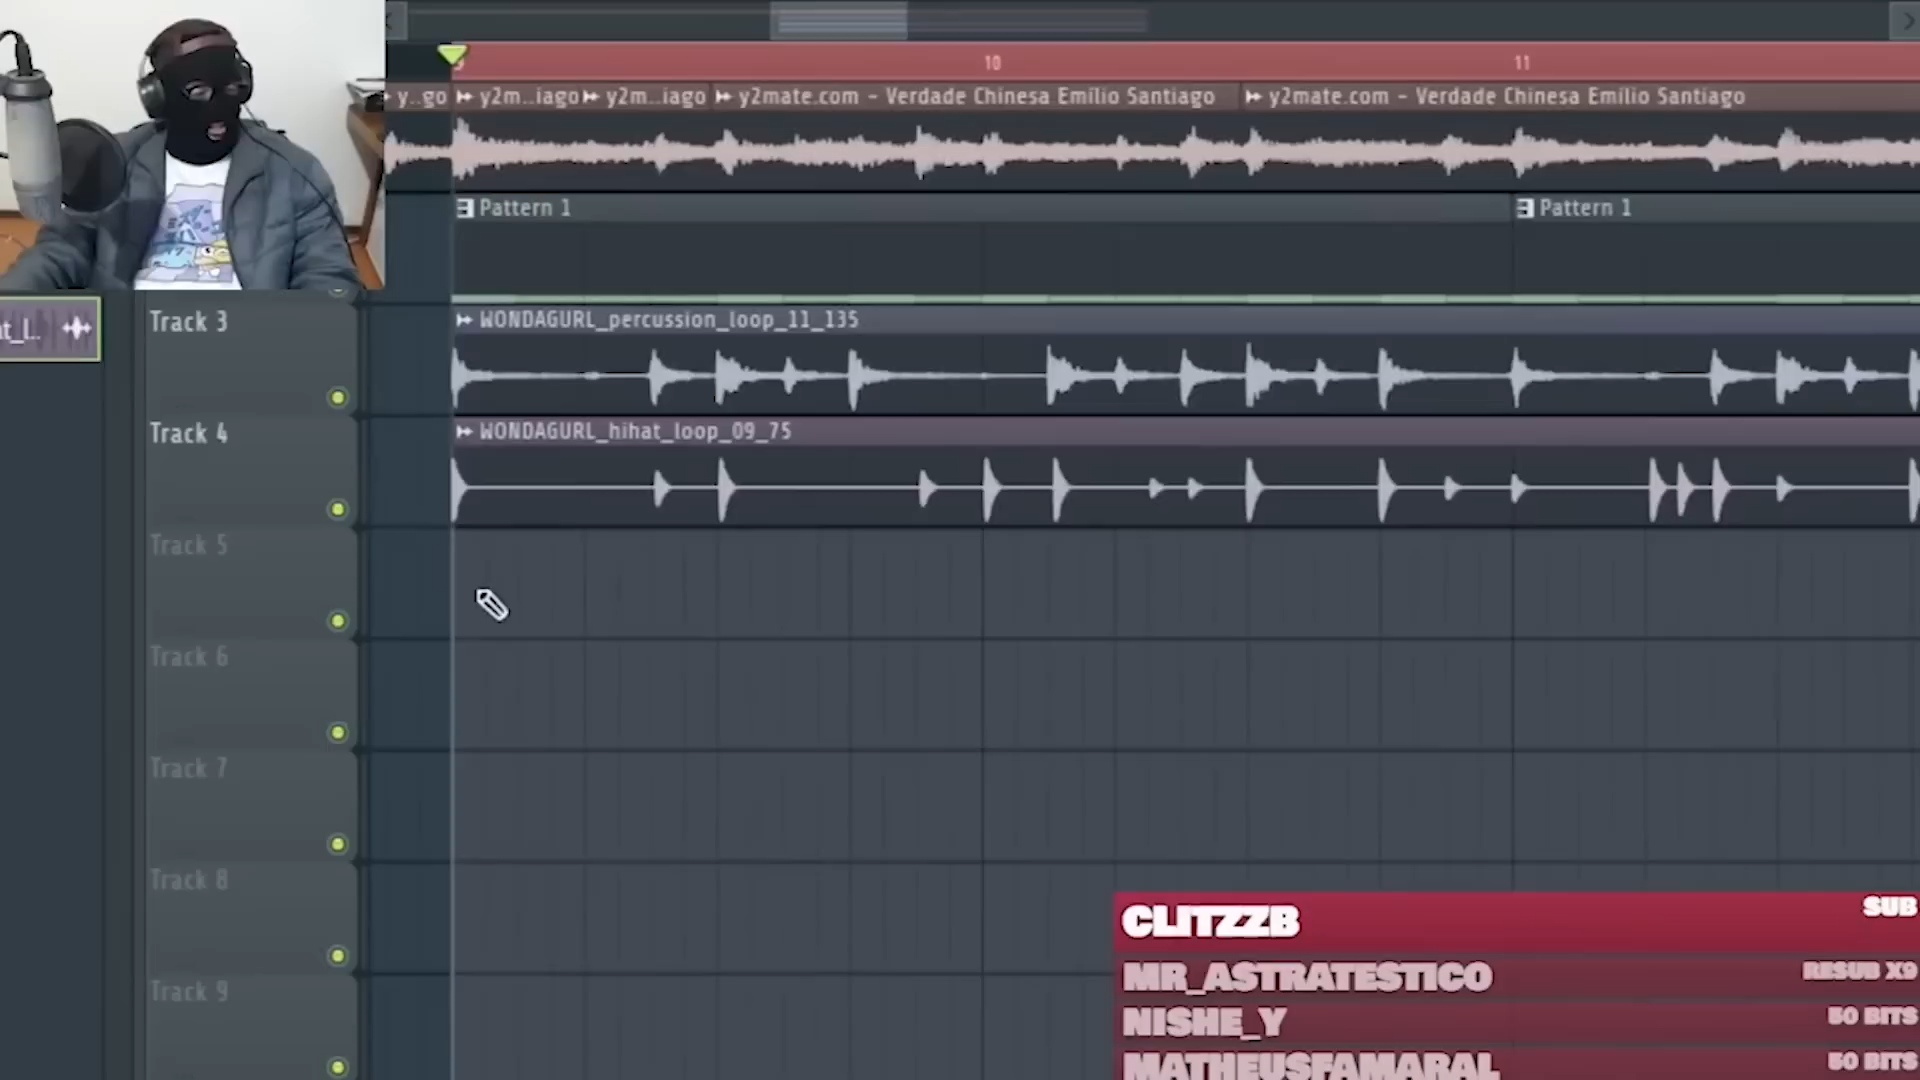 10
11
y..go
y2m..iago
y2m..iago
y2mate.com - Verdade Chinesa Emílio Santiago
y2mate.com - Verdade Chinesa Emílio Santiago
Pattern 1
Pattern 1
at_l..
Track 3
WONDAGURL_percussion_loop_11_135
Track 4
WONDAGURL_hihat_loop_09_75
Track 5
Track 6
Track 7
Track 8
Track 9
CLITZZB
SUB
MR_ASTRATESTICO
RESUB X9
NISHE_Y
50 BITS
MATHEUSFAMARAL
50 BITS